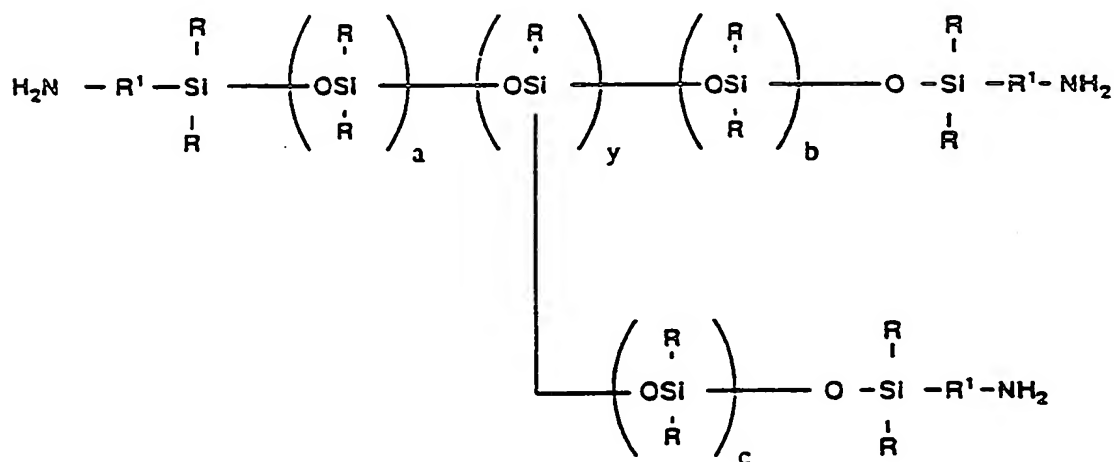 R R R R R
H₂N – R¹ – Si – ( OSi ) – ( OSi ) – ( OSi ) – O – Si – R¹ – NH₂
R R R R
a y b
R R
( OSi ) – O – Si – R¹ – NH₂
R R
c